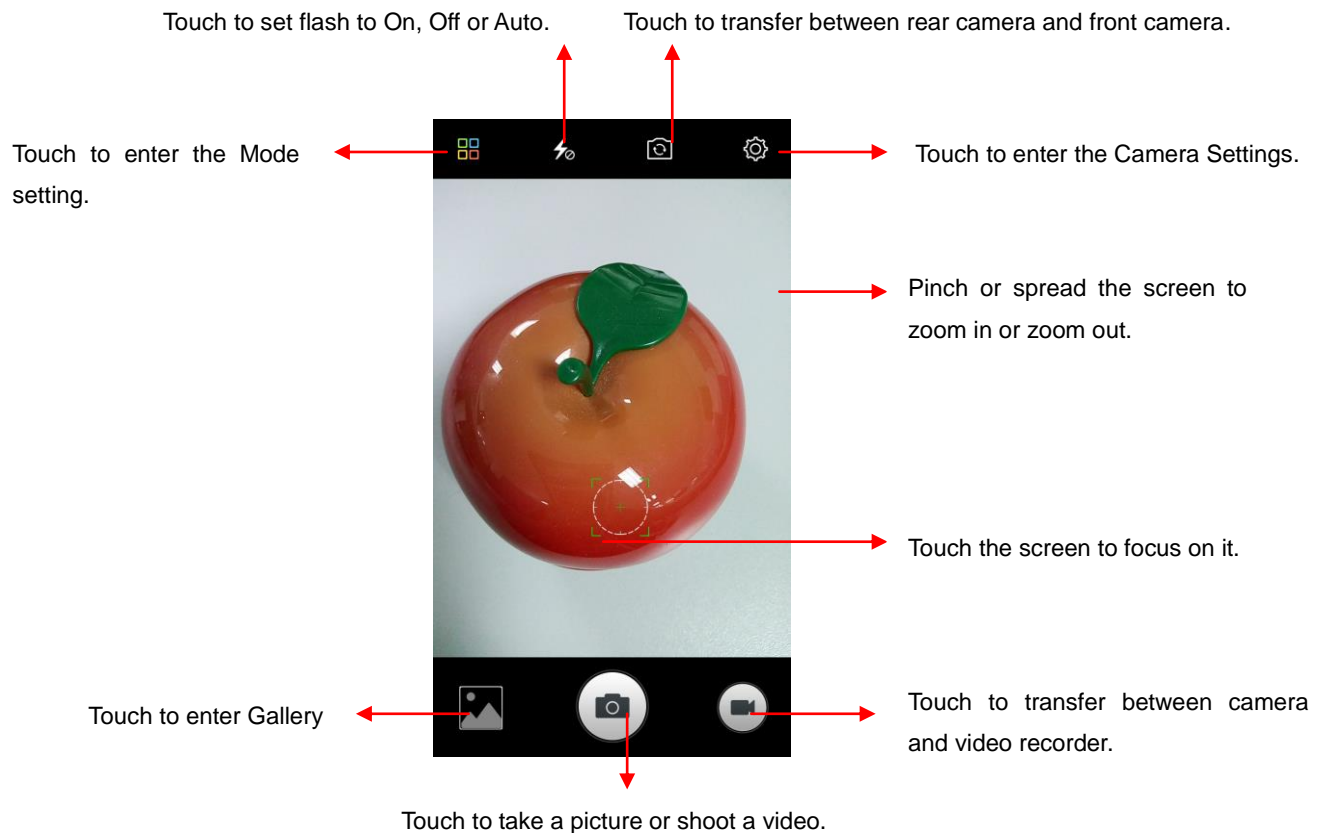 Touch to set flash to On, Off or Auto.
Touch to transfer between rear camera and front camera.
Touch to enter the Mode
setting.
Touch to enter the Camera Settings.
Pinch or spread the screen to
zoom in or zoom out.
Touch the screen to focus on it.
Touch to enter Gallery
Touch to transfer between camera
and video recorder.
Touch to take a picture or shoot a video.